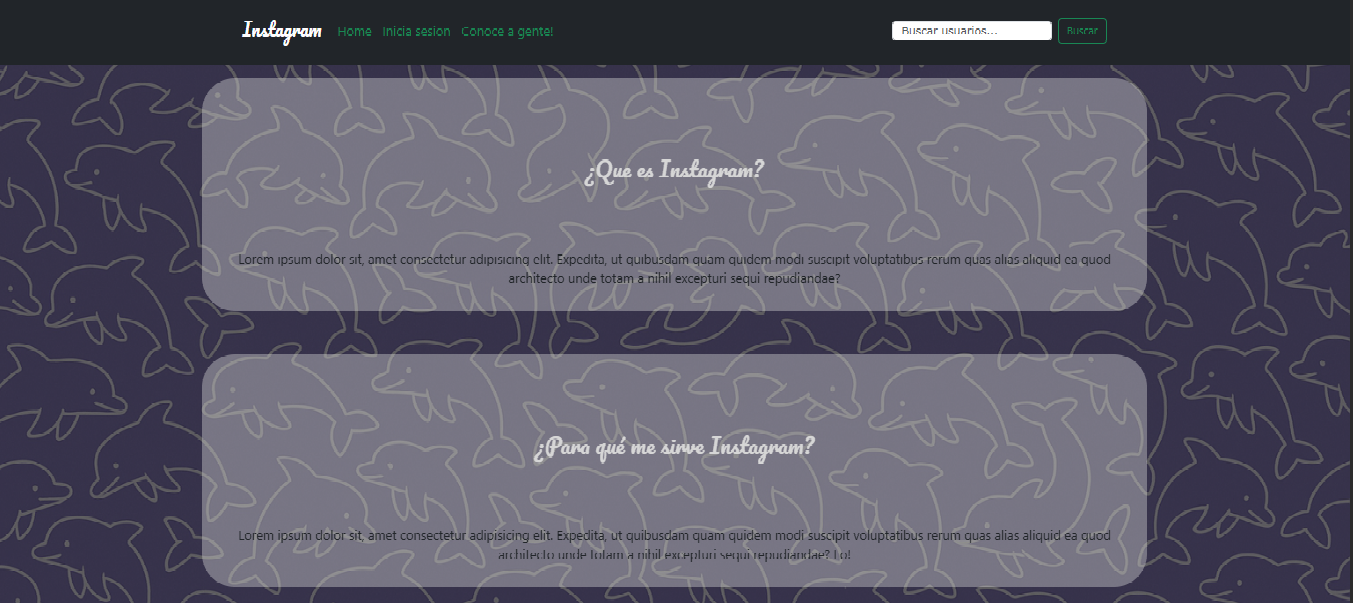 Instagram Home Inicia sesion Conoce a gente! Buscar usuarios... Buscar
¿Que es Instagram?
Lorem ipsum dolor sit, amet consectetur adipisicing elit. Expedita, ut quibusdam quam quidem modi suscipit voluptatibus rerum quas alias aliquid ea quod
architecto unde totam a nihil excepturi sequi repudiandae?
¿Para qué me sirve Instagram?
Lorem ipsum dolor sit, amet consectetur adipisicing elit. Expedita, ut quibusdam quam quidem modi suscipit voluptatibus rerum quas alias aliquid ea quod
architecto unde totam a nihil excepturi sequi repudiandae? Lo!